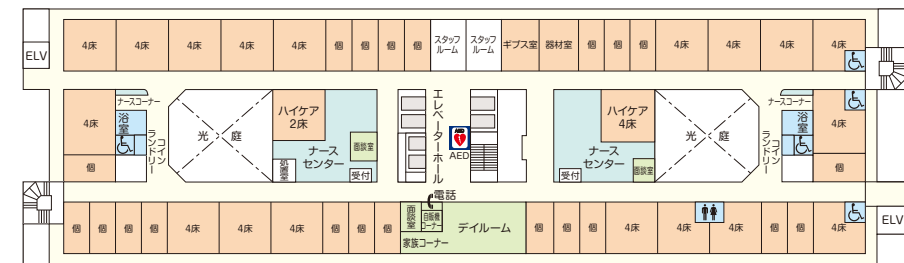 ELV
4床
4床
4床
4床
4床
個
個
個
個
スタッフ
ルーム
スタッフ
ルーム
ギプス室
器材室
個
個
個
4床
4床
4床
4床
4床
個
ナースコーナー
浴室
コイン
ランドリー
光庭
ハイケア
2床
ナース
センター
処置室
面談室
受付
エレベーターホール
AED
AED
ハイケア
4床
ナース
センター
受付
面談室
光庭
コイン
ランドリー
ナースコーナー
浴室
4床
個
電話
個
個
個
個
4床
4床
個
個
個
面談室
自販機
コーナー
家族コーナー
デイルーム
個
個
個
4床
4床
4床
個
個
4床
ELV